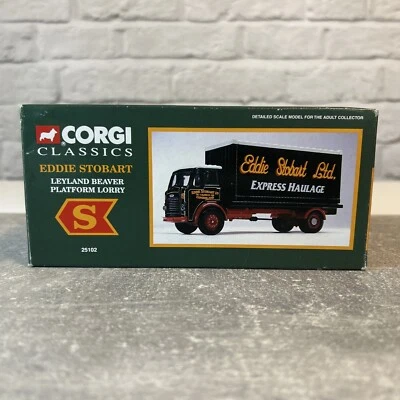 CORGI
CLASSICS
EDDIE STOBART
LEYLAND BEAVER
PLATFORM LORRY
S
25102
DETAILED SCALE MODEL FOR THE ADULT COLLECTOR
Eddie Stobart Ltd.
EXPRESS HAULAGE